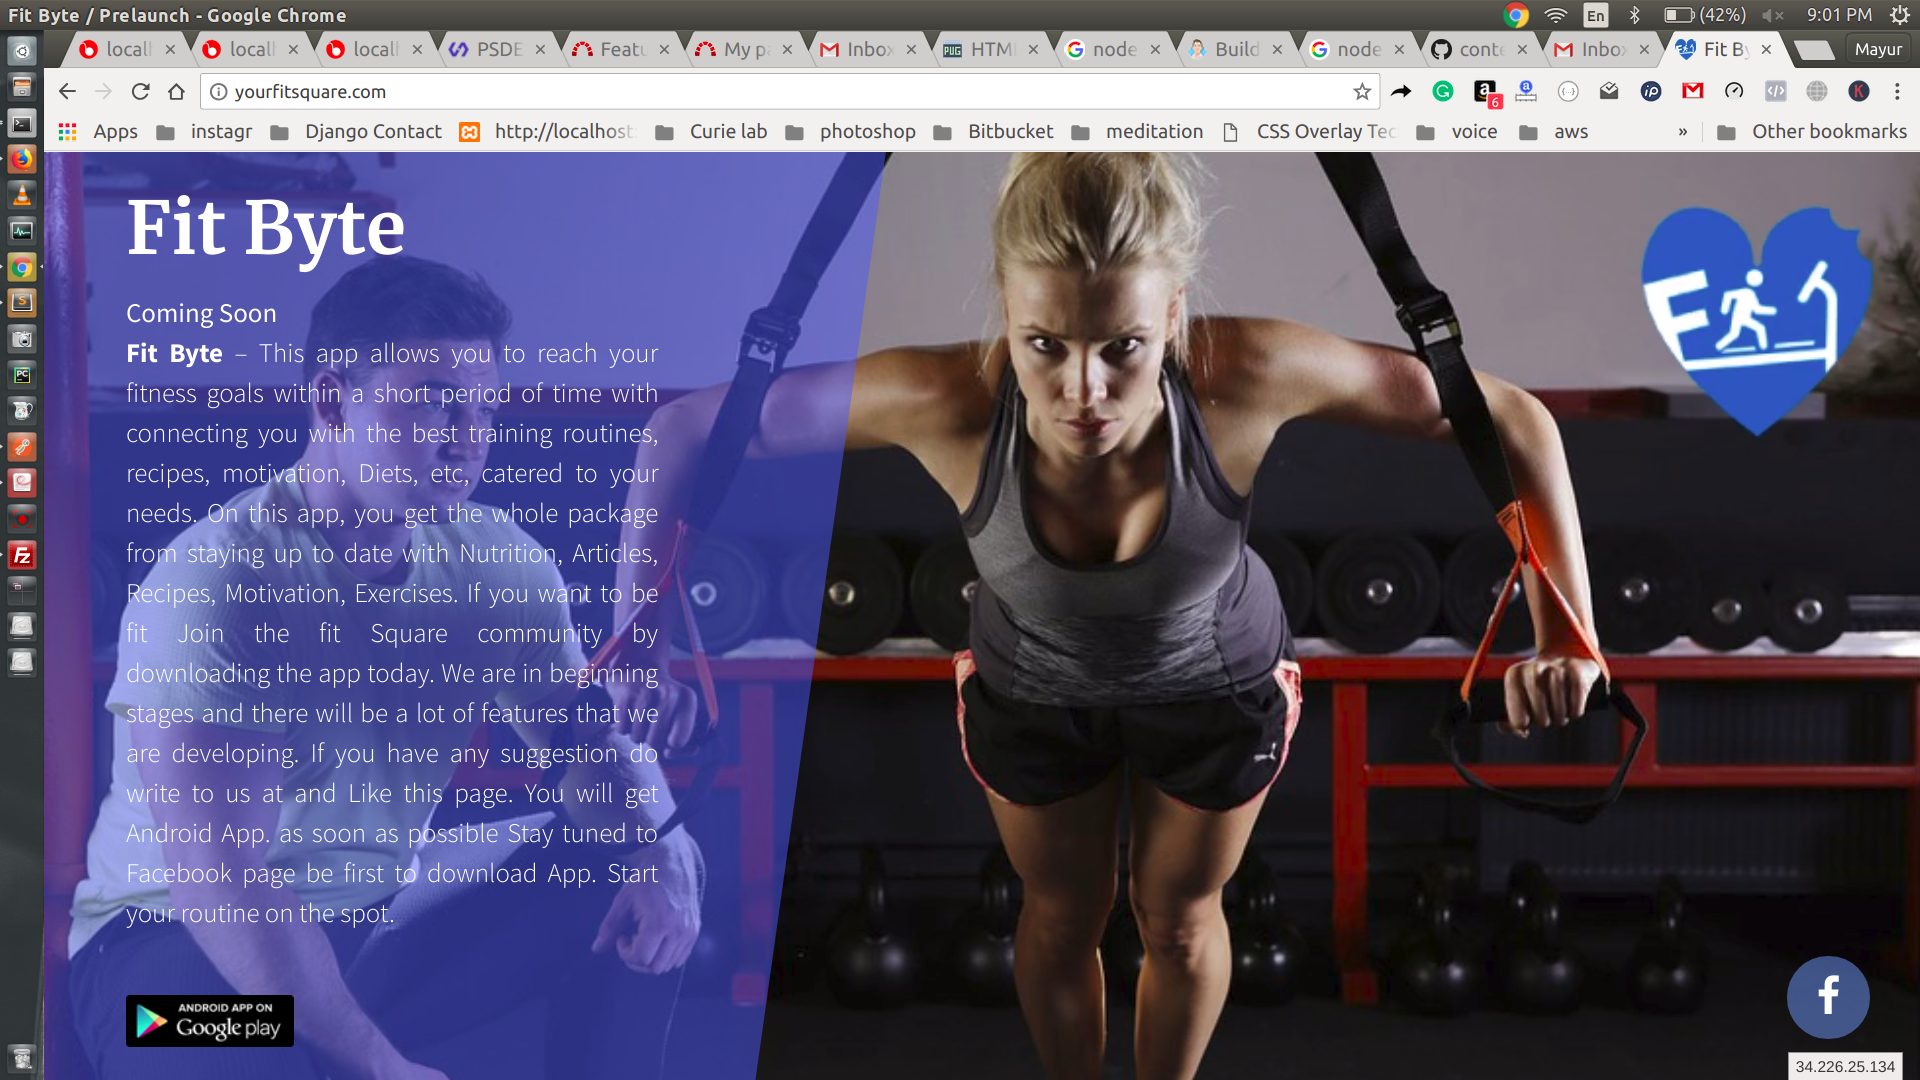 Fit Byte / Prelaunch - Google Chrome
En
(42%)
9:01 PM
locall
locall
locall
PSDE
Featu
My p
Inbox
PUG HTMl
node
Build
node
conte
Inbox
Fit By
Mayur
yourfitsquare.com
6
Apps
instagr
Django Contact
http://localhost:
Curie lab
photoshop
Bitbucket
meditation
CSS Overlay Tec
voice
aws
»
Other bookmarks
Fit Byte
Coming Soon
Fit Byte – This app allows you to reach your
fitness goals within a short period of time with
connecting you with the best training routines,
recipes, motivation, Diets, etc, catered to your
needs. On this app, you get the whole package
from staying up to date with Nutrition, Articles,
Recipes, Motivation, Exercises. If you want to be
fit Join the fit Square community by
downloading the app today. We are in beginning
stages and there will be a lot of features that we
are developing. If you have any suggestion do
write to us at and Like this page. You will get
Android App. as soon as possible Stay tuned to
Facebook page be first to download App. Start
your routine on the spot.
ANDROID APP ON
Google play
F
f
34.226.25.134